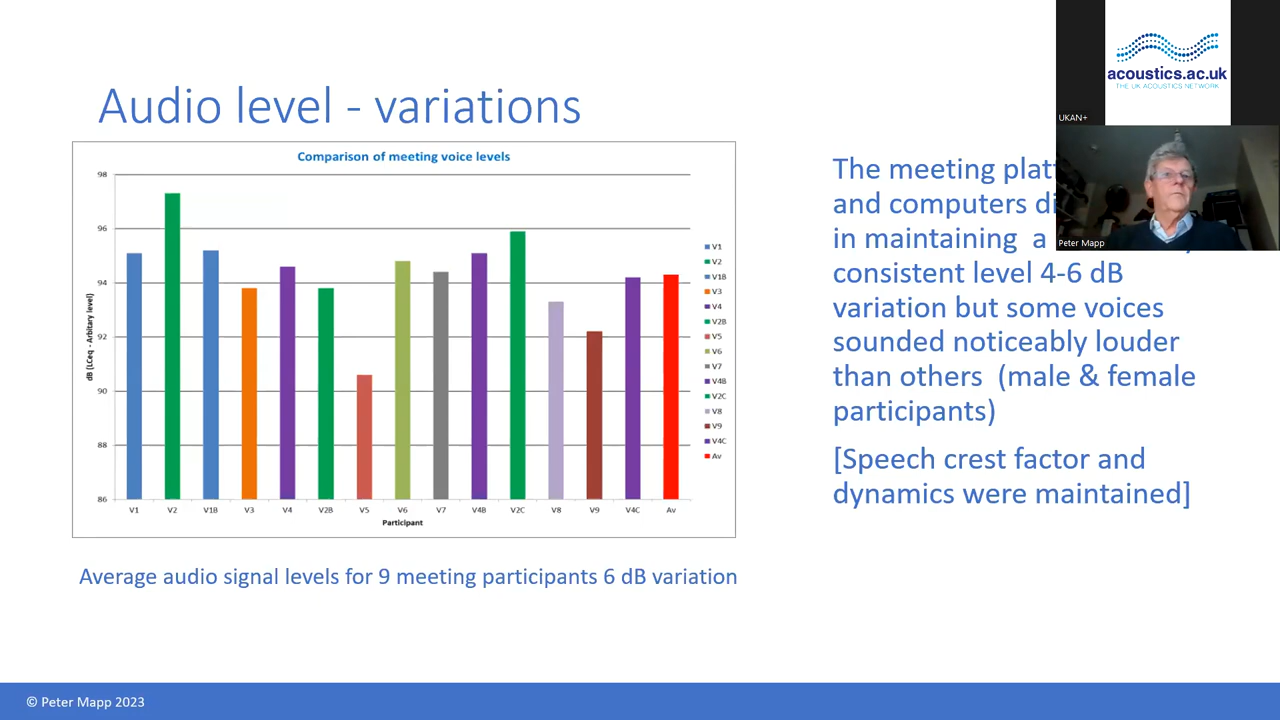 acoustics.ac.uk
THE UK ACOUSTICS NETWORK
UKAN+
Peter Mapp
Audio level - variations
Comparison of meeting voice levels
dB (LCeq - Arbitary level)
98
96
94
92
90
88
86
V1 V2 V1B V3 V4 V2B V5 V6 V7 V4B V2C V8 V9 V4C Av
Participant
V1
V2
V1B
V3
V4
V2B
V5
V6
V7
V4B
V2C
V8
V9
V4C
Av
Average audio signal levels for 9 meeting participants 6 dB variation
The meeting
and computers
in maintaining a
consistent level 4-6 dB
variation but some voices
sounded noticeably louder
than others (male & female
participants)
[Speech crest factor and
dynamics were maintained]
© Peter Mapp 2023